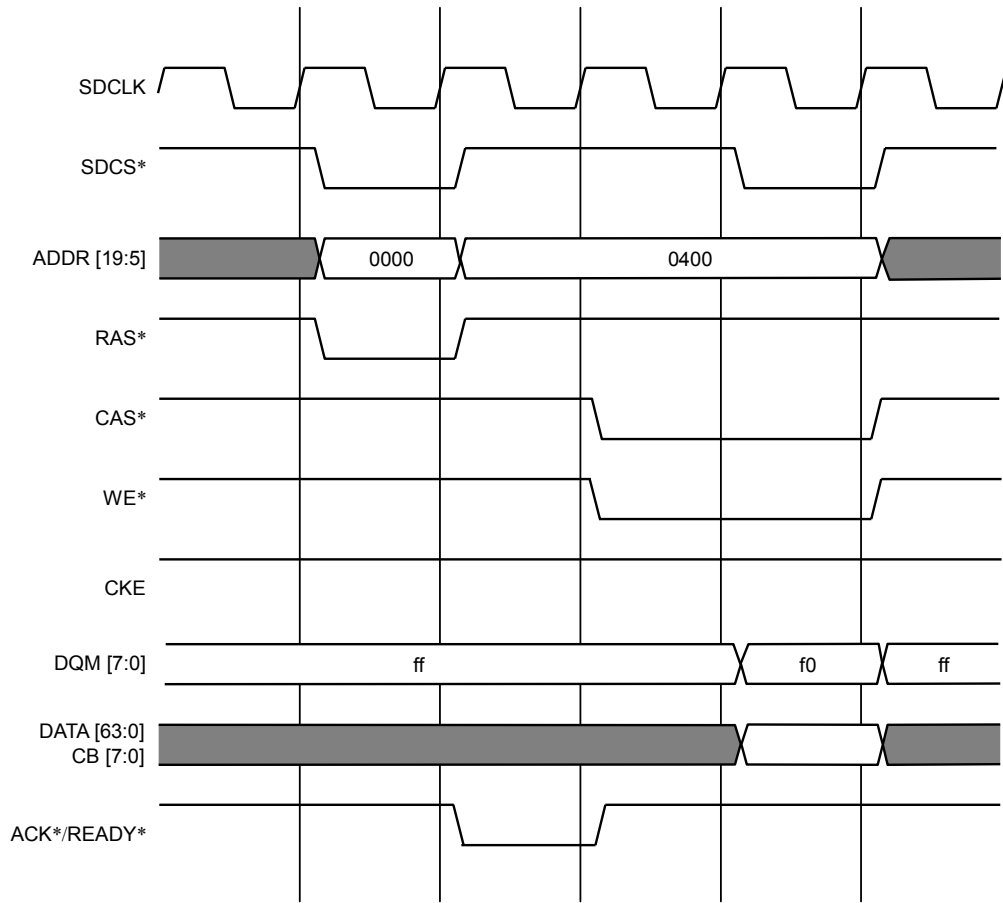 SDCLK
SDCS*
ADDR [19:5]
0000
0400
RAS*
CAS*
WE*
CKE
DQM [7:0]
ff
f0
ff
DATA [63:0]
CB [7:0]
ACK*/READY*